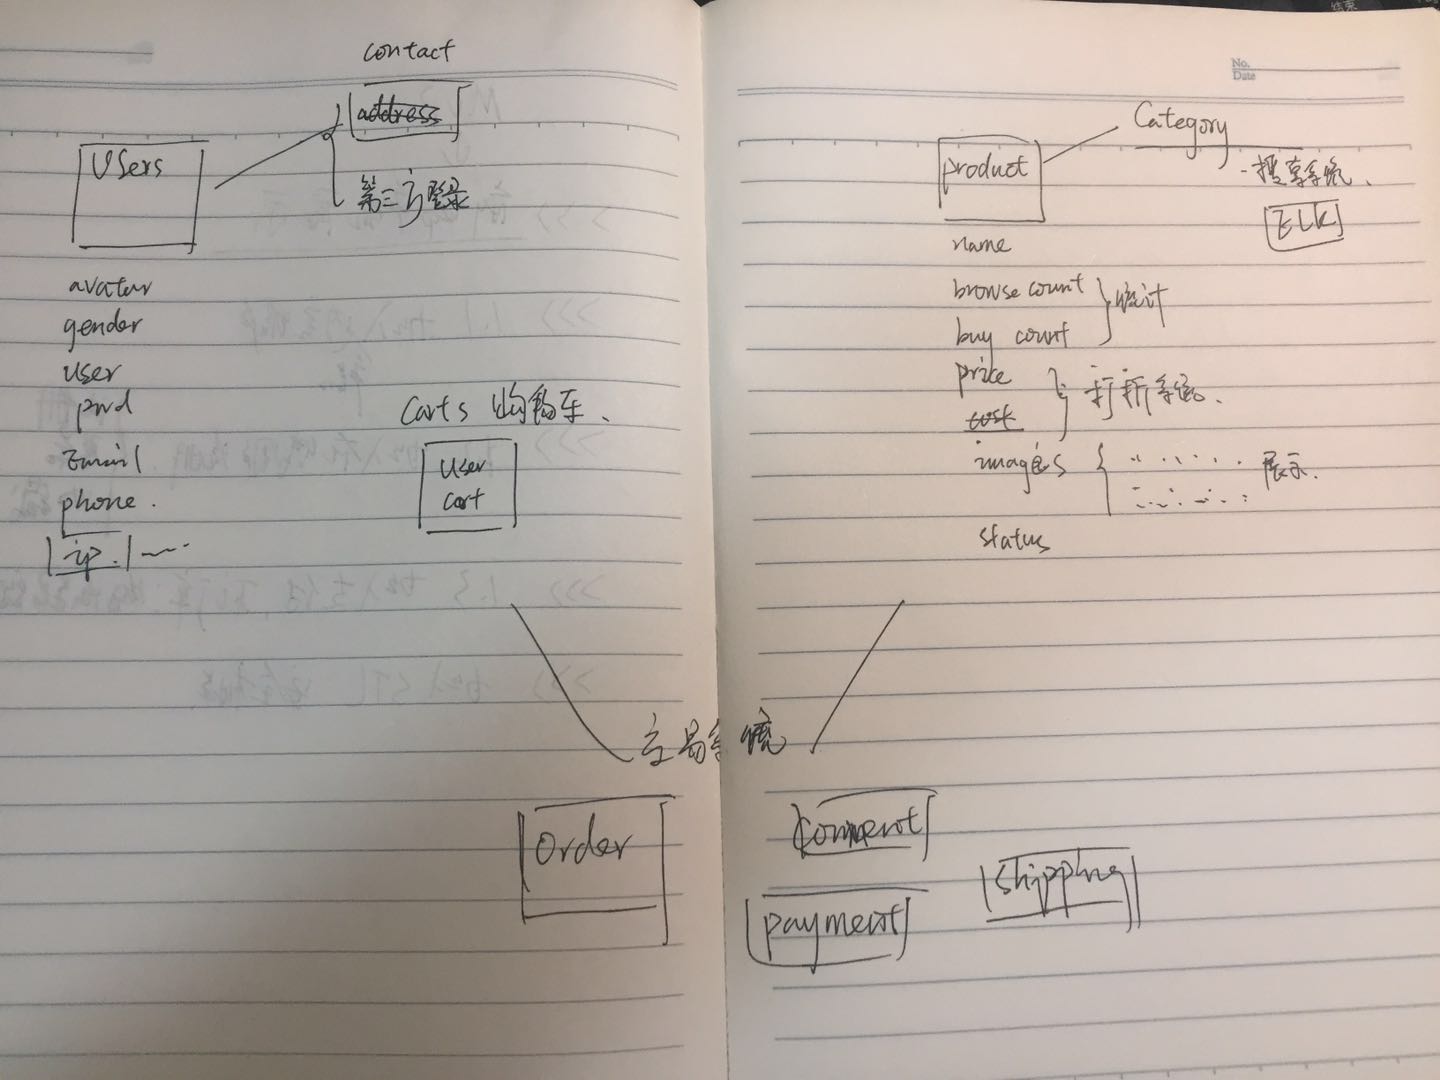 contact
address
Users
第三方登录
avatar
gender
user
pwd
Email
phone.
ip.
Carts 购物车.
user
cart
No.
Date
Category
product
搜索系统.
ELK
name
browse count
buy count
统计
price
cost
打折系统.
images
展示.
status
交易系统
order
comment
shipping
payment